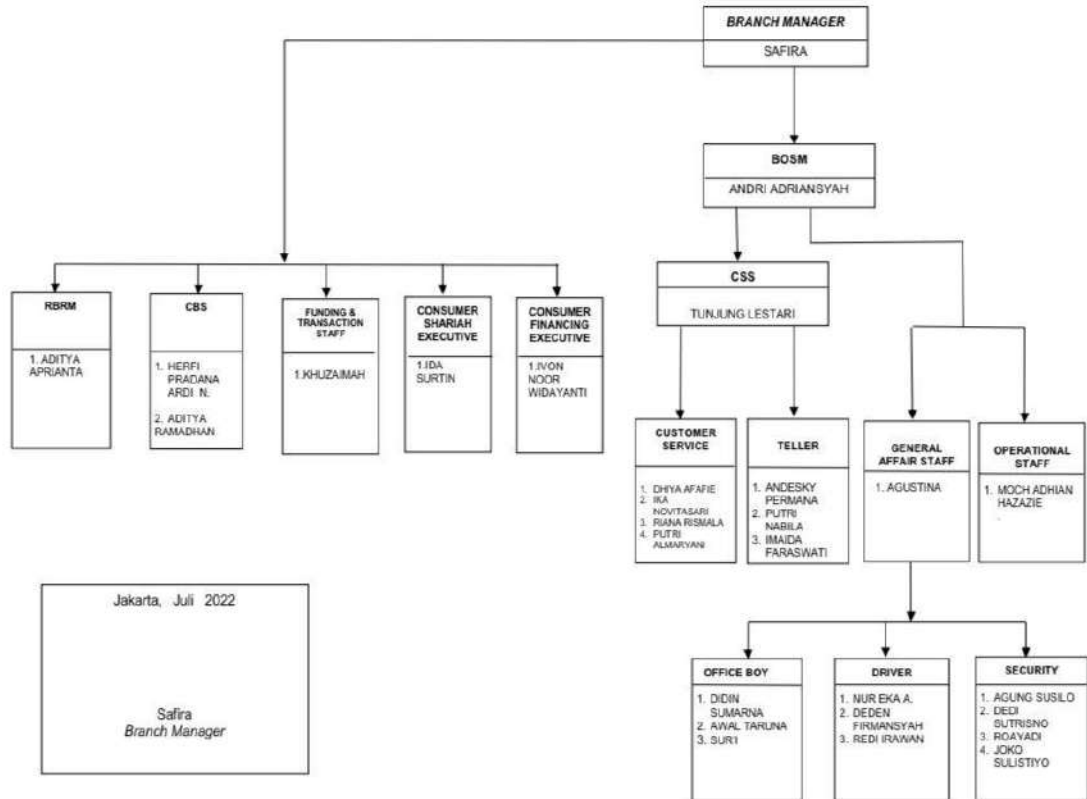 BRANCH MANAGER
SAFIRA
BOSM
ANDRI ADRIANSYAH
CSS
TUNJUNG LESTARI
RBRM
1. ADITYA
APRIANTA
CBS
1. HERFI
PRADANA
ARDI N.
2. ADITYA
RAMADHAN
FUNDING &
TRANSACTION
STAFF
1.KHUZAIMAH
CONSUMER
SHARIAH
EXECUTIVE
1.IDA
SURTIN
CONSUMER
FINANCING
EXECUTIVE
1.IVON
NOOR
WIDAYANTI
CUSTOMER
SERVICE
1. DHIYA AFAFIE
2. IKA
NOVITASARI
3. RIANA RISMALA
4. PUTRI
ALMARYANI
TELLER
1. ANDESKY
PERMANA
2. PUTRI
NABILA
3. IMAIDA
FARASWATI
GENERAL
AFFAIR STAFF
1. AGUSTINA
OPERATIONAL
STAFF
1. MOCH ADHIAN
HAZAZIE
.
Jakarta, Juli 2022
Safira
Branch Manager
OFFICE BOY
1. DIDIN
SUMARNA
2. AWAL TARUNA
3. SUR'I
DRIVER
1. NUR EKA A.
2. DEDEN
FIRMANSYAH
3. REDI IRAWAN
SECURITY
1. AGUNG SUSILO
2. DEDI
SUTRISNO
3. ROAYADI
4. JOKO
SULISTIYO